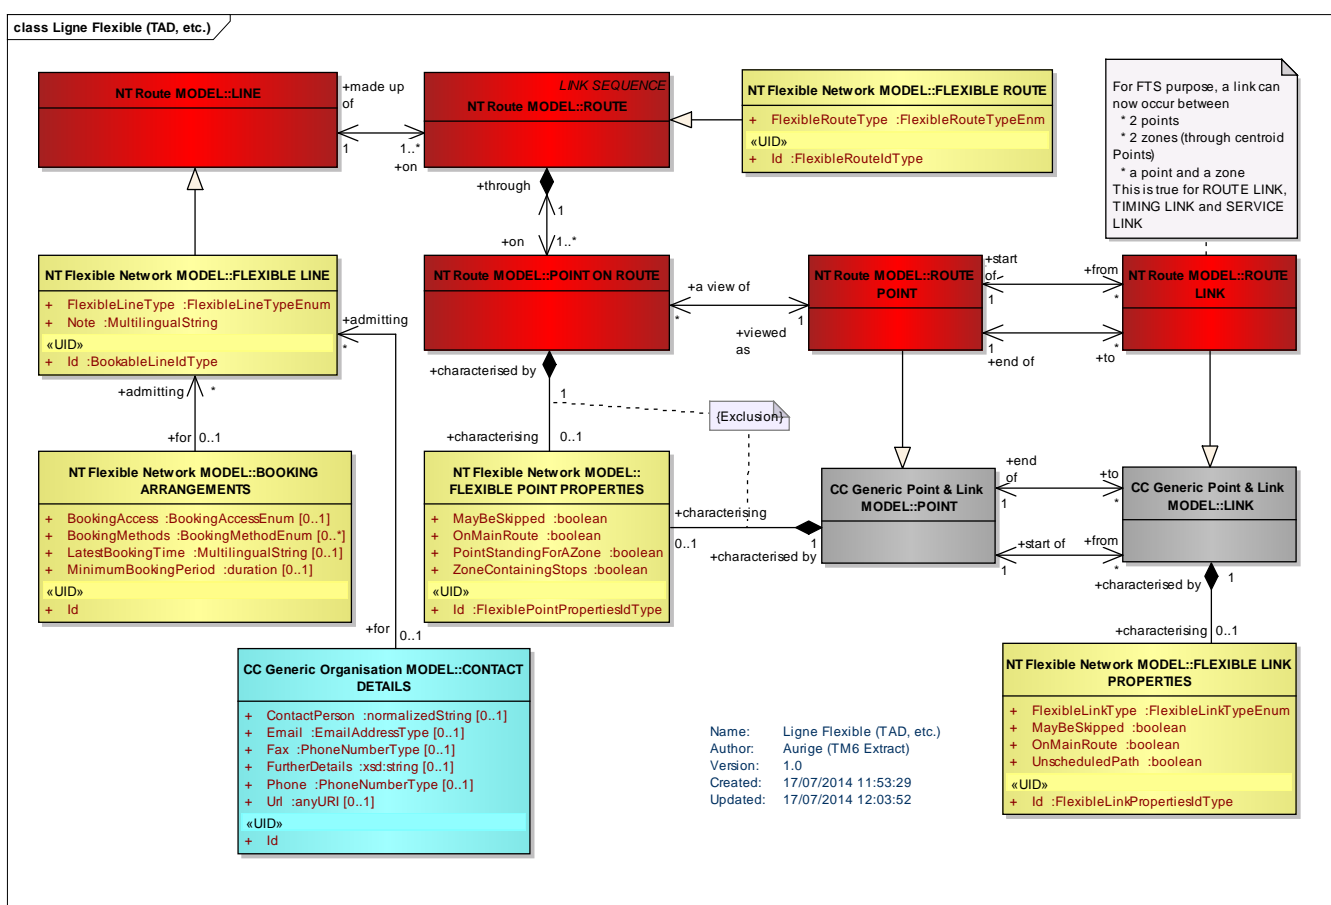 class Ligne Flexible (TAD, etc.)
NT Route MODEL::LINE
+made up
of
1
1..*
+on
LINK SEQUENCE
NT Route MODEL::ROUTE
NT Flexible Network MODEL::FLEXIBLE ROUTE
+ FlexibleRouteType :FlexibleRouteTypeEnm
«UID»
+ Id :FlexibleRouteIdType
For FTS purpose, a link can
now occur between
* 2 points
* 2 zones (through centroid
Points)
* a point and a zone
This is true for ROUTE LINK,
TIMING LINK and SERVICE
LINK
+through
1
+on
1..*
NT Flexible Network MODEL::FLEXIBLE LINE
+ FlexibleLineType :FlexibleLineTypeEnum
+ Note :MultilingualString
«UID»
+ Id :BookableLineIdType
NT Route MODEL::POINT ON ROUTE
+a view of
*
1
+viewed
as
NT Route MODEL::ROUTE
POINT
+start
of
1
+from
*
1
+end of
*
+to
NT Route MODEL::ROUTE
LINK
+admitting
*
+admitting
*
+for
0..1
+characterised by
1
+characterising
0..1
{Exclusion}
NT Flexible Network MODEL::BOOKING
ARRANGEMENTS
+ BookingAccess :BookingAccessEnum [0..1]
+ BookingMethods :BookingMethodEnum [0..*]
+ LatestBookingTime :MultilingualString [0..1]
+ MinimumBookingPeriod :duration [0..1]
«UID»
+ Id
NT Flexible Network MODEL::
FLEXIBLE POINT PROPERTIES
+ MayBeSkipped :boolean
+ OnMainRoute :boolean
+ PointStandingForAZone :boolean
+ ZoneContainingStops :boolean
«UID»
+ Id :FlexiblePointPropertiesIdType
+characterising
0..1
+characterised by
1
CC Generic Point & Link
MODEL::POINT
+end
of
1
+to
*
+start of
1
+from
*
CC Generic Point & Link
MODEL::LINK
+characterised by
1
+characterising
0..1
+for
0..1
CC Generic Organisation MODEL::CONTACT
DETAILS
+ ContactPerson :normalizedString [0..1]
+ Email :EmailAddressType [0..1]
+ Fax :PhoneNumberType [0..1]
+ FurtherDetails :xsd:string [0..1]
+ Phone :PhoneNumberType [0..1]
+ Url :anyURI [0..1]
«UID»
+ Id
NT Flexible Network MODEL::FLEXIBLE LINK
PROPERTIES
+ FlexibleLinkType :FlexibleLinkTypeEnum
+ MayBeSkipped :boolean
+ OnMainRoute :boolean
+ UnscheduledPath :boolean
«UID»
+ Id :FlexibleLinkPropertiesIdType
Name: Ligne Flexible (TAD, etc.)
Author: Aurige (TM6 Extract)
Version: 1.0
Created: 17/07/2014 11:53:29
Updated: 17/07/2014 12:03:52